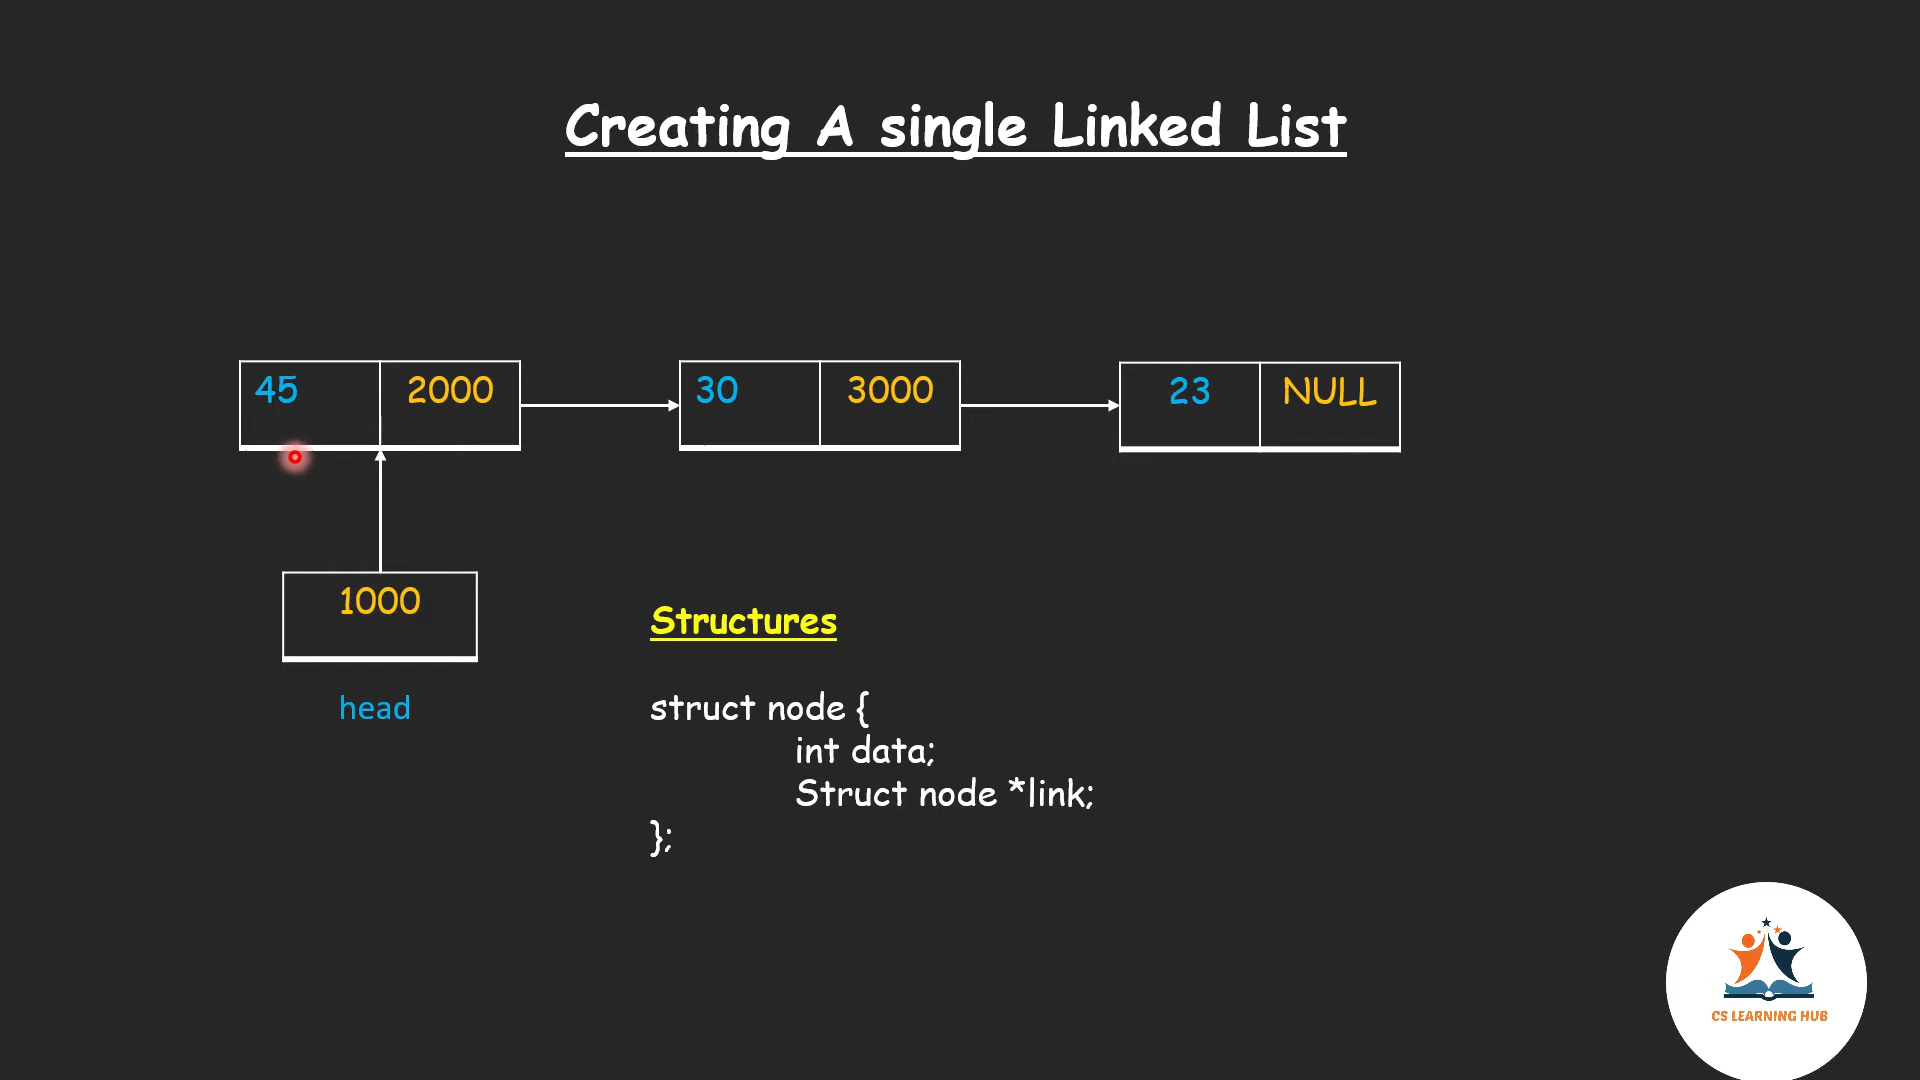 Creating A single Linked List
45 2000 30 3000 23 NULL
1000
head
Structures
struct node {
int data;
Struct node *link;
};
CS LEARNING HUB